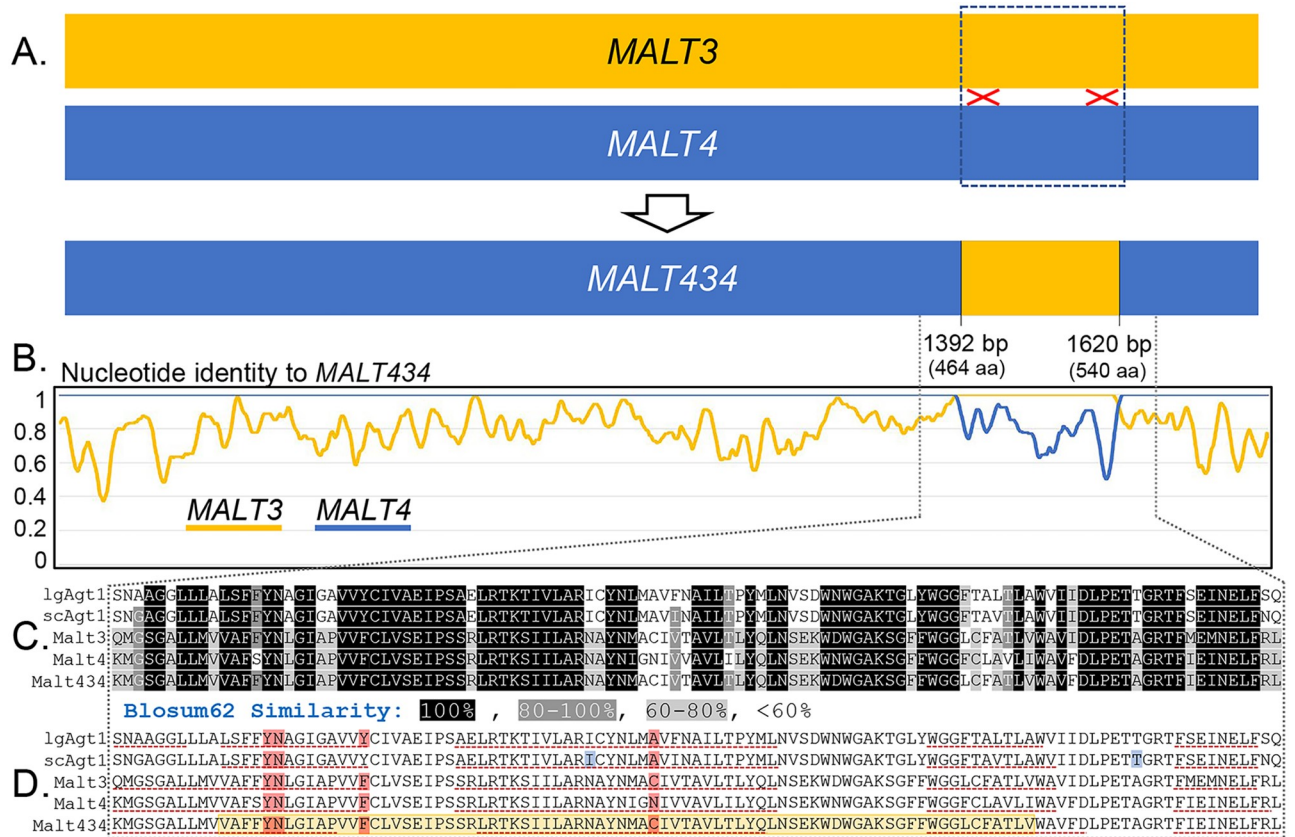 A.
MALT3
MALT4
MALT434
1392 bp
(464 aa)
1620 bp
(540 aa)
B.
Nucleotide identity to MALT434
1
0.8
0.6
0.4
0.2
0
MALT3
MALT4
C.
lgAgt1 SNAAGGLLLALSFFYNAGIGAVVYCIVAEIPSAELRTKTIVLARICYNLMAVFNAILTPYMLNVSDWNWGAKTGLYWGGFTALTLAWVIIDLPETTGRTFSEINELFSQ
scAgt1 SNGAGGLLLALSFFYNAGIGAVVYCIVAEIPSAELRTKTIVLARICYNLMAVINAILTPYMLNVSDWNWGAKTGLYWGGFTAVTLAWVIIDLPETTGRTFSEINELFNQ
Malt3 QMGSGALLMVVAFFYNLGIAPVVFCLVSEIPSSRLRTKSIILARNAYNMACIVTAVLTLYQLNSEKWDWGAKSGFFWGGLCFATLVWAVIDLPETAGRTFMEMNELFRL
Malt4 KMGSGALLMVVAFSYNLGIAPVVFCLVSEIPSSRLRTKSIILARNAYNIGNIVVAVLILYQLNSEKWDWGAKSGFFWGGFCLAVLIWAVFDLPETAGRTFIEINELFRL
Malt434 KMGSGALLMVVAFFYNLGIAPVVFCLVSEIPSSRLRTKSIILARNAYNMACIVTAVLTLYQLNSEKWDWGAKSGFFWGGLCFATLVWAVFDLPETAGRTFIEINELFRL
Blosum62 Similarity: 100% , 80-100%, 60-80%, <60%
D.
lgAgt1 SNAAGGLLLALSFFYNAGIGAVVYCIVAEIPSAELRTKTIVLARICYNLMAVFNAILTPYMLNVSDWNWGAKTGLYWGGFTALTLAWVIIDLPETTGRTFSEINELFSQ
scAgt1 SNGAGGLLLALSFFYNAGIGAVVYCIVAEIPSAELRTKTIVLARICYNLMAVINAILTPYMLNVSDWNWGAKTGLYWGGFTAVTLAWVIIDLPETTGRTFSEINELFNQ
Malt3 QMGSGALLMVVAFFYNLGIAPVVFCLVSEIPSSRLRTKSIILARNAYNMACIVTAVLTLYQLNSEKWDWGAKSGFFWGGLCFATLVWAVIDLPETAGRTFMEMNELFRL
Malt4 KMGSGALLMVVAFSYNLGIAPVVFCLVSEIPSSRLRTKSIILARNAYNIGNIVVAVLILYQLNSEKWDWGAKSGFFWGGFCLAVLIWAVFDLPETAGRTFIEINELFRL
Malt434 KMGSGALLMVVAFFYNLGIAPVVFCLVSEIPSSRLRTKSIILARNAYNMACIVTAVLTLYQLNSEKWDWGAKSGFFWGGLCFATLVWAVFDLPETAGRTFIEINELFRL